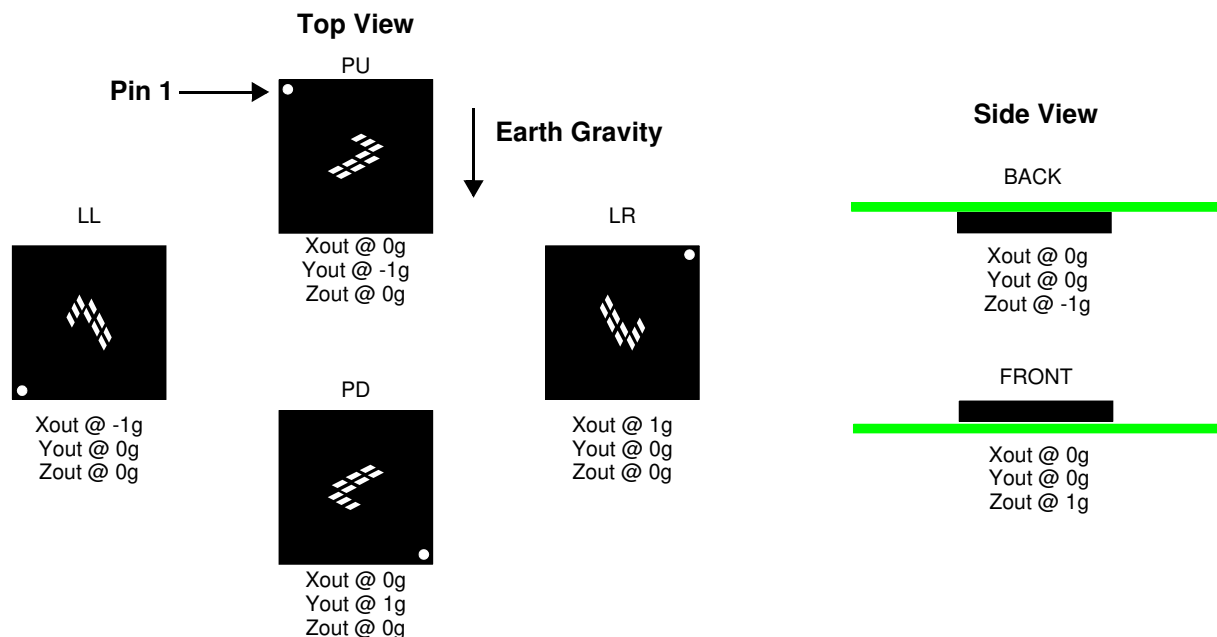 Top View
PU
Pin 1
Earth Gravity
Xout @ 0g
Yout @ -1g
Zout @ 0g
LL
Xout @ -1g
Yout @ 0g
Zout @ 0g
LR
Xout @ 1g
Yout @ 0g
Zout @ 0g
PD
Xout @ 0g
Yout @ 1g
Zout @ 0g
Side View
BACK
Xout @ 0g
Yout @ 0g
Zout @ -1g
FRONT
Xout @ 0g
Yout @ 0g
Zout @ 1g